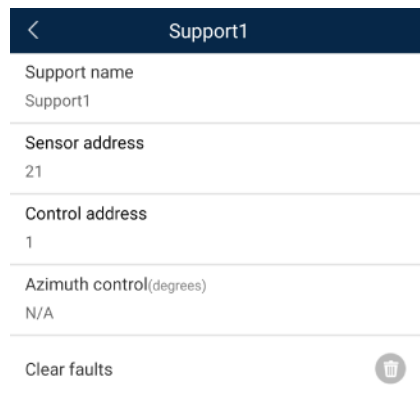 Support1
Support name
Support1
Sensor address
21
Control address
1
Azimuth control(degrees)
N/A
Clear faults